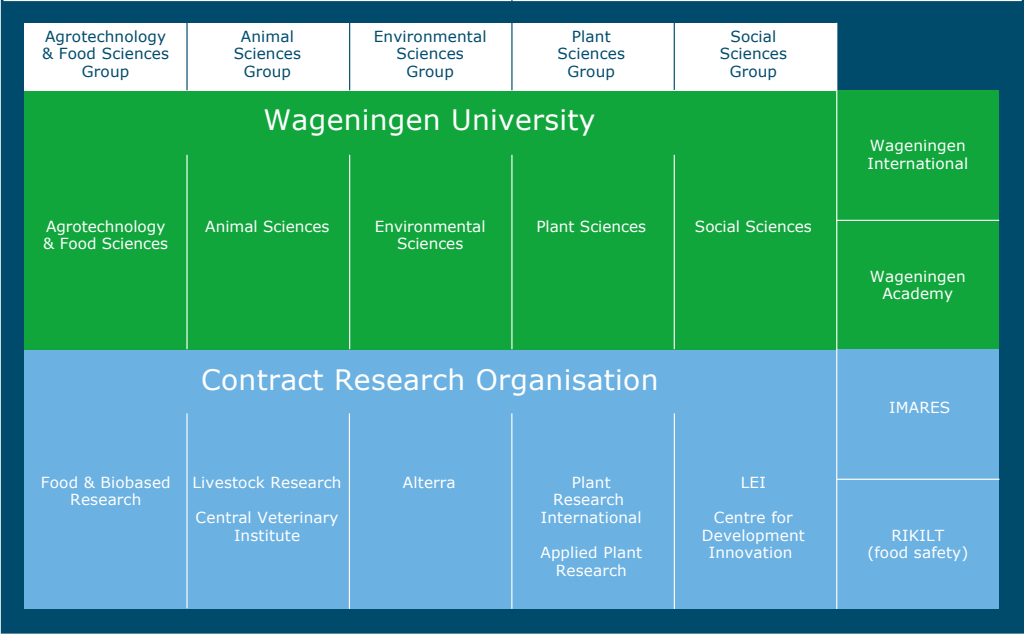 Agrotechnology
& Food Sciences
Group
Animal
Sciences
Group
Environmental
Sciences
Group
Plant
Sciences
Group
Social
Sciences
Group
Wageningen University
Agrotechnology
& Food Sciences
Animal Sciences
Environmental
Sciences
Plant Sciences
Social Sciences
Wageningen
International
Wageningen
Academy
Contract Research Organisation
Food & Biobased
Research
Livestock Research
Central Veterinary
Institute
Alterra
Plant
Research
International
Applied Plant
Research
LEI
Centre for
Development
Innovation
IMARES
RIKILT
(food safety)